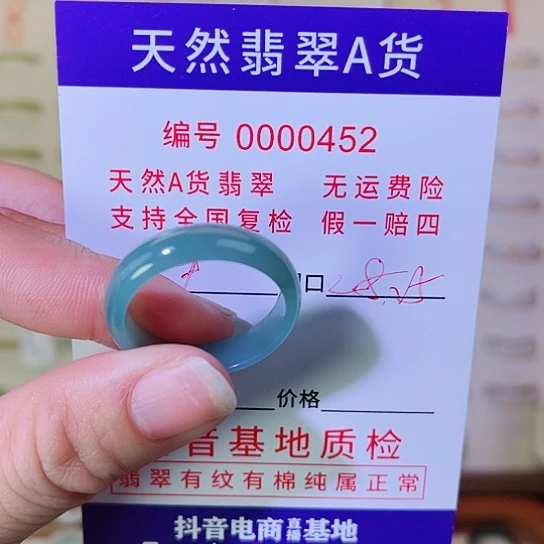 天然翡翠A货
编号 0000452
天然A货翡翠 无运费险
支持全国复检 假一赔四
口
价格
音基地质检
翡翠有纹有棉纯属正常
抖音电商直播基地